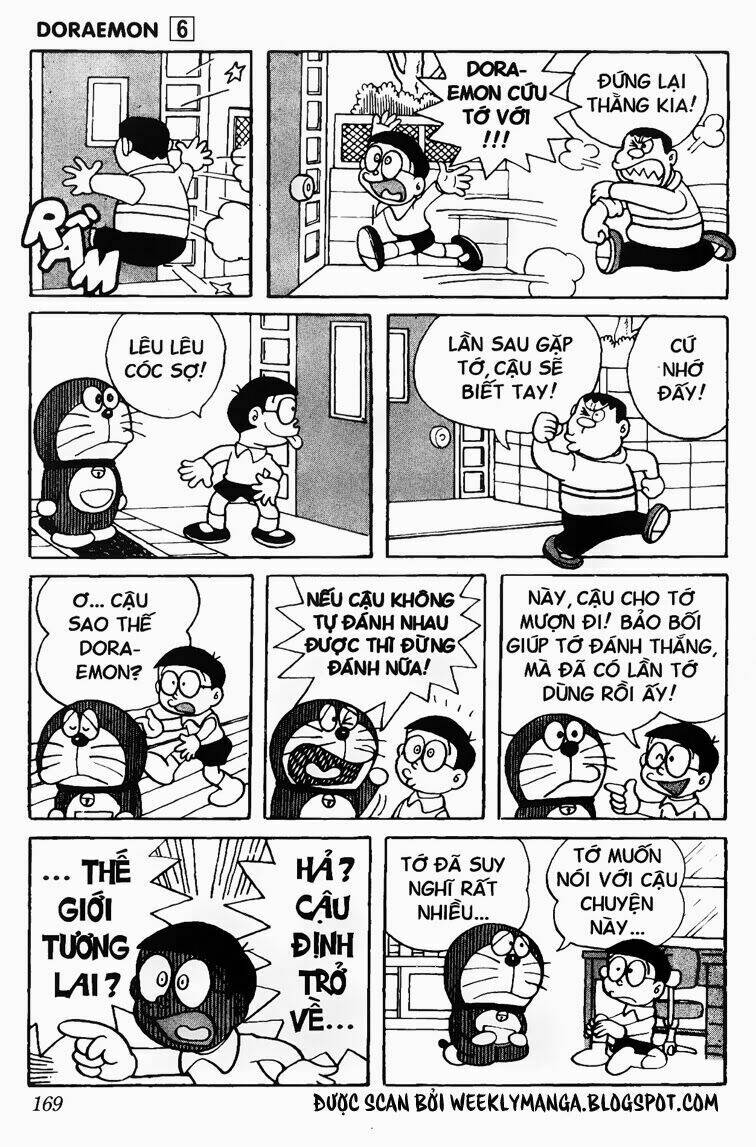 DORAEMON 6
DORA-
EMON CỨU
TỚ VỚI
!!!
ĐỨNG LẠI
THẰNG KIA!
RẦM
LÊU LÊU
CÓC SỢ!
LẦN SAU GẶP
TỚ, CẬU SẼ
BIẾT TAY!
CỨ
NHỚ
ĐẤY!
Ơ... CẬU
SAO THẾ
DORA-
EMON?
NẾU CẬU KHÔNG
TỰ ĐÁNH NHAU
ĐƯỢC THÌ ĐỪNG
ĐÁNH NỮA!
NÀY, CẬU CHO TỚ
MƯỢN ĐI! BẢO BỐI
GIÚP TỚ ĐÁNH THẮNG,
MÀ ĐÃ CÓ LẦN TỚ
DÙNG RỒI ẤY!
HẢ?
CẬU
ĐỊNH
TRỞ
VỀ...
... THẾ
GIỚI
TƯƠNG
LAI?
TỚ ĐÃ SUY
NGHĨ RẤT
NHIỀU...
TỚ MUỐN
NÓI VỚI CẬU
CHUYỆN
NÀY...
169
ĐƯỢC SCAN BỞI WEEKLYMANGA.BLOGSPOT.COM